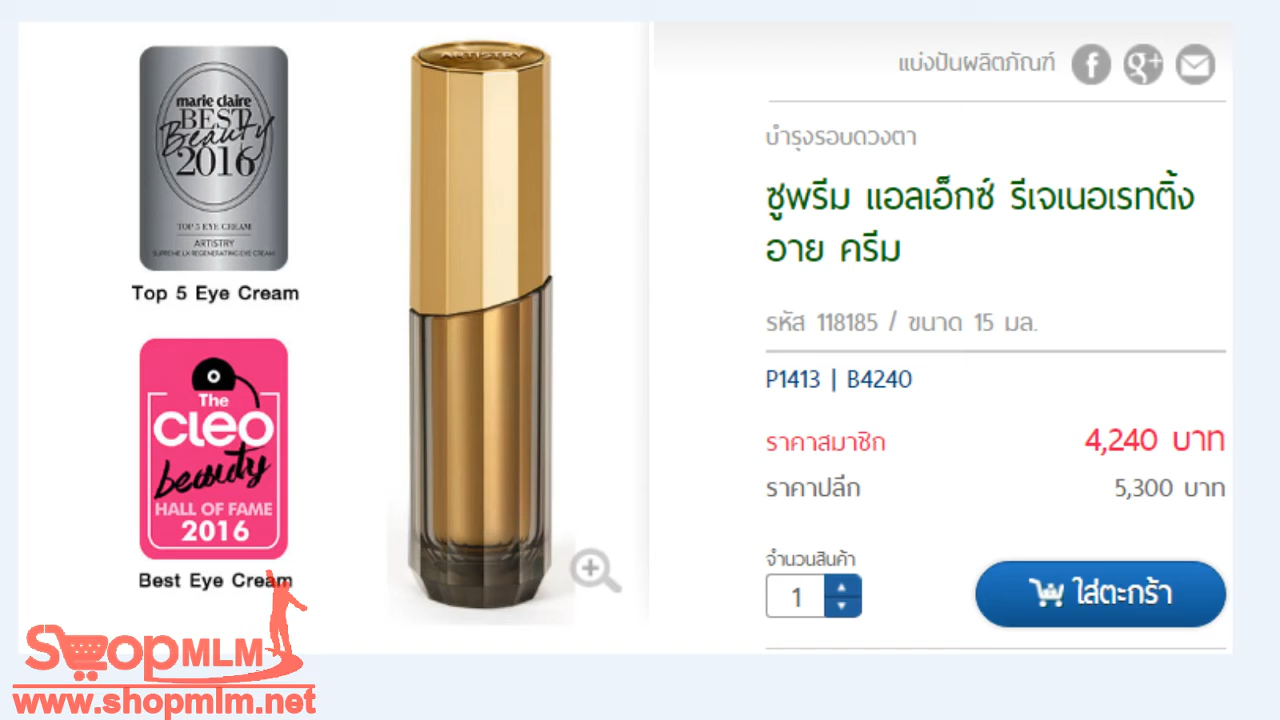 marie claire
BEST
Beauty
2016
TOP 5 EYE CREAM
ARTISTRY
SUPREME LX REGENERATING EYE CREAM
Top 5 Eye Cream
The
CLEO
beauty
HALL OF FAME
2016
Best Eye Cream
ARTISTRY
แบ่งปันผลิตภัณฑ์ f g+
บำรุงรอบดวงตา
ซูพรีม แอลเอ็กซ์ รีเจเนอเรทติ้ง
อาย ครีม
รหัส 118185 / ขนาด 15 มล.
P1413 | B4240
ราคาสมาชิก 4,240 บาท
ราคาปลีก 5,300 บาท
จำนวนสินค้า
1
ใส่ตะกร้า
SHOPMLM
www.shopmlm.net